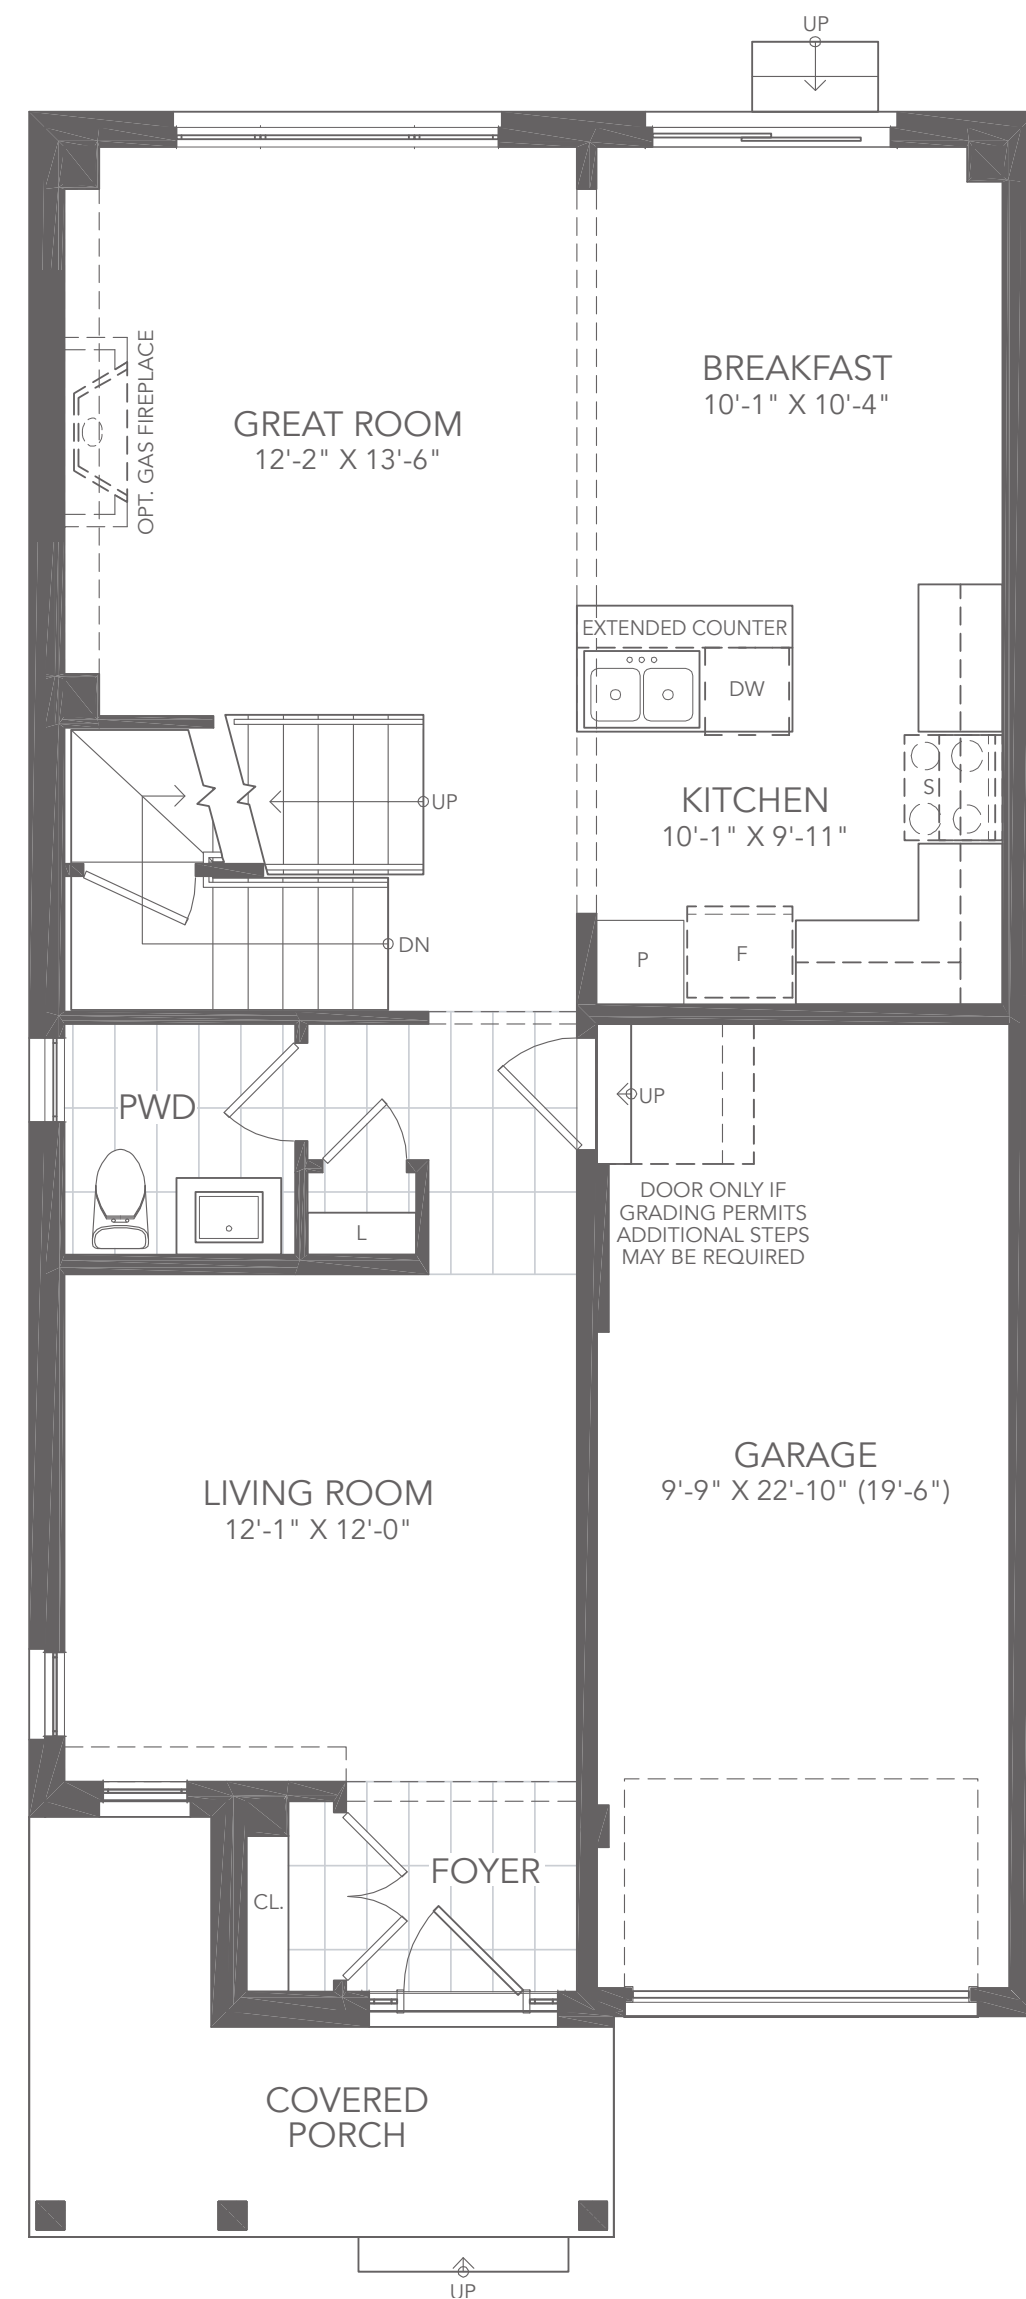 UP
OPT. GAS FIREPLACE
GREAT ROOM
12'-2" X 13'-6"
BREAKFAST
10'-1" X 10'-4"
EXTENDED COUNTER
DW
KITCHEN
10'-1" X 9'-11"
S
UP
DN
P
F
PWD
L
UP
DOOR ONLY IF
GRADING PERMITS
ADDITIONAL STEPS
MAY BE REQUIRED
LIVING ROOM
12'-1" X 12'-0"
GARAGE
9'-9" X 22'-10" (19'-6")
CL.
FOYER
COVERED
PORCH
UP